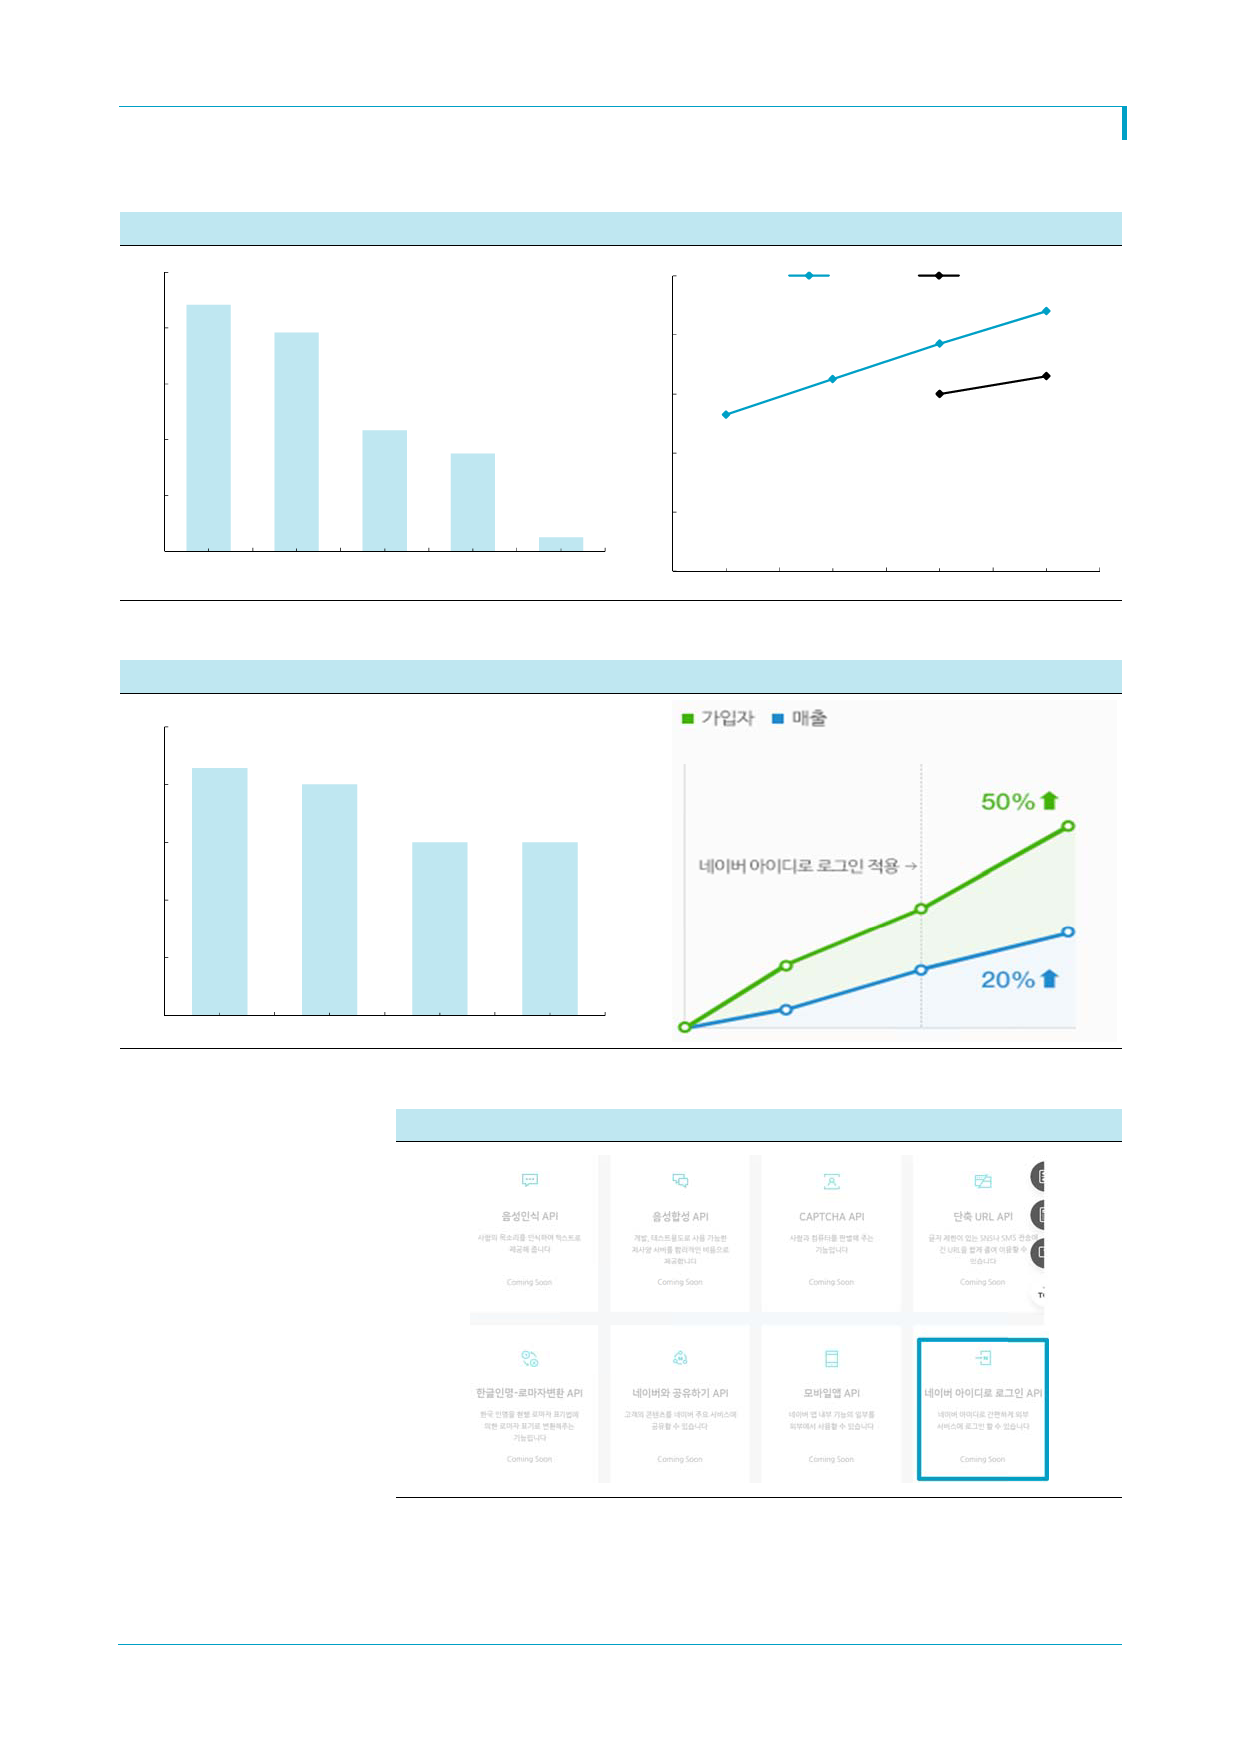 가입자 매출
50%
네이버 아이디로 로그인 적용 →
20%
음성인식 API
사람의 목소리를 인식하여 텍스트로
제공해 줍니다
Coming Soon
음성합성 API
개발, 테스트용도로 사용 가능한
저사양 서버를 합리적인 비용으로
제공합니다
Coming Soon
CAPTCHA API
사람과 컴퓨터를 판별해 주는
기능입니다
Coming Soon
단축 URL API
글자 제한이 있는 SNS나 SMS 전송에
긴 URL을 짧게 줄여 이용할 수
있습니다
Coming Soon
한글인명-로마자변환 API
한국 인명을 현행 로마자 표기법에
의한 로마자 표기로 변환해주는
기능입니다
Coming Soon
네이버와 공유하기 API
고객의 콘텐츠를 네이버 주요 서비스에
공유할 수 있습니다
Coming Soon
모바일앱 API
네이버 앱 내부 기능의 일부를
외부에서 사용할 수 있습니다
Coming Soon
네이버 아이디로 로그인 API
네이버 아이디로 간편하게 외부
서비스에 로그인 할 수 있습니다
Coming Soon